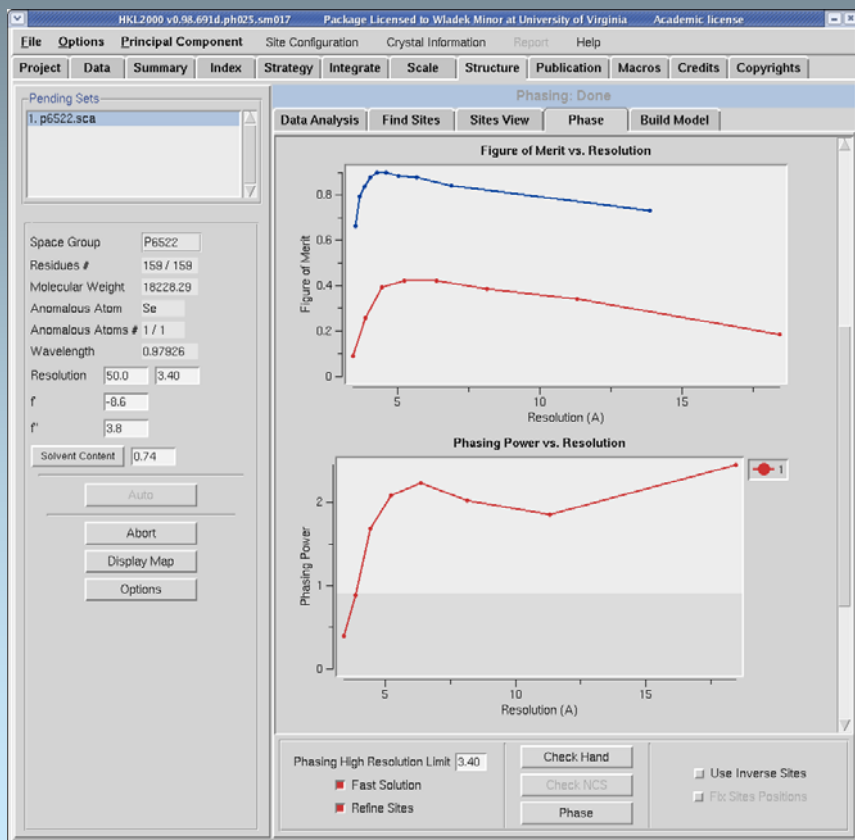 HKL2000 v0.98.691d.ph025.sm017 Package Licensed to Wladek Minor at University of Virginia Academic license
File Options Principal Component Site Configuration Crystal Information Report Help
Project Data Summary Index Strategy Integrate Scale Structure Publication Macros Credits Copyrights
Pending Sets
1. p6522.sca
Space Group P6522
Residues # 159 / 159
Molecular Weight 18228.29
Anomalous Atom Se
Anomalous Atoms # 1 / 1
Wavelength 0.97926
Resolution 50.0 3.40
f' -8.6
f" 3.8
Solvent Content 0.74
Auto
Abort
Display Map
Options
Phasing: Done
Data Analysis Find Sites Sites View Phase Build Model
Figure of Merit vs. Resolution
Figure of Merit
0.8
0.6
0.4
0.2
0
5 10 15
Resolution (A)
Phasing Power vs. Resolution
1
Phasing Power
2
1
0
5 10 15
Resolution (A)
Phasing High Resolution Limit 3.40
Fast Solution
Refine Sites
Check Hand
Check NCS
Phase
Use Inverse Sites
Fix Sites Positions